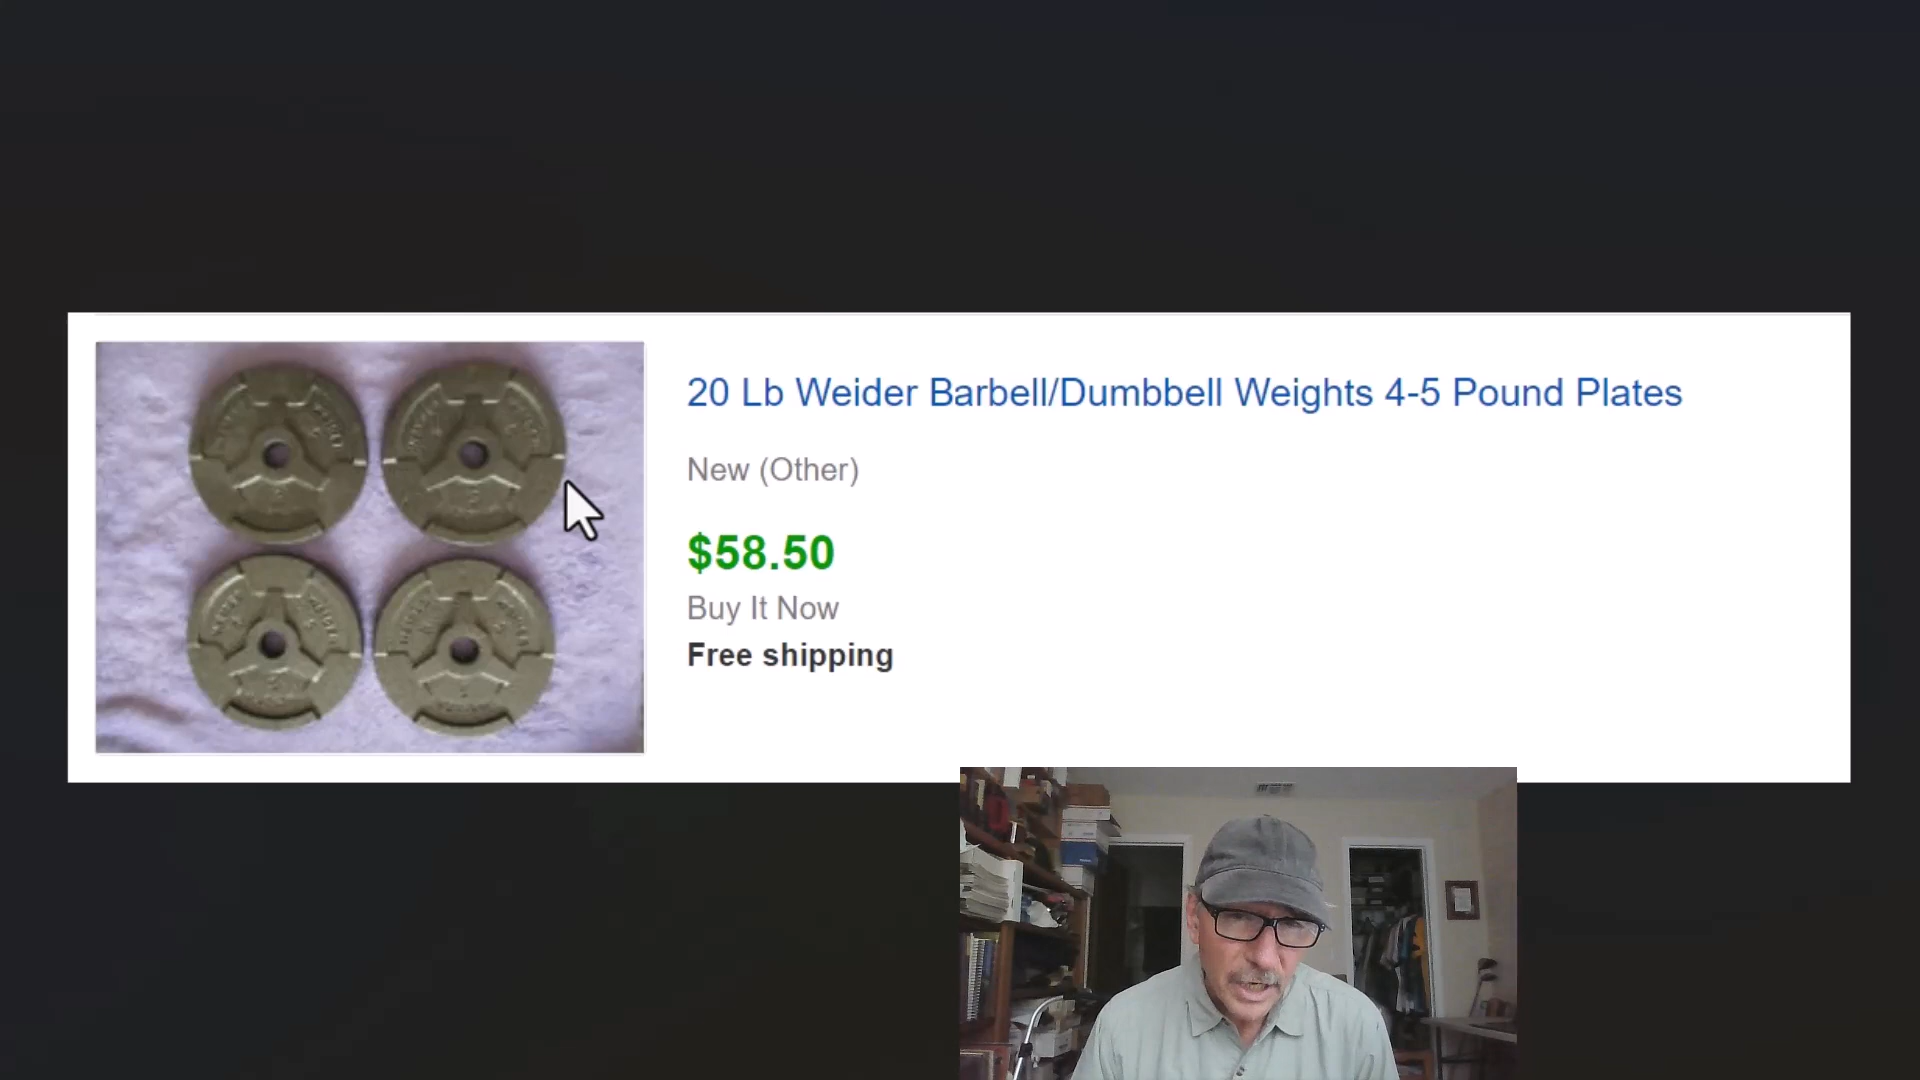 20 Lb Weider Barbell/Dumbbell Weights 4-5 Pound Plates
New (Other)
$58.50
Buy It Now
Free shipping